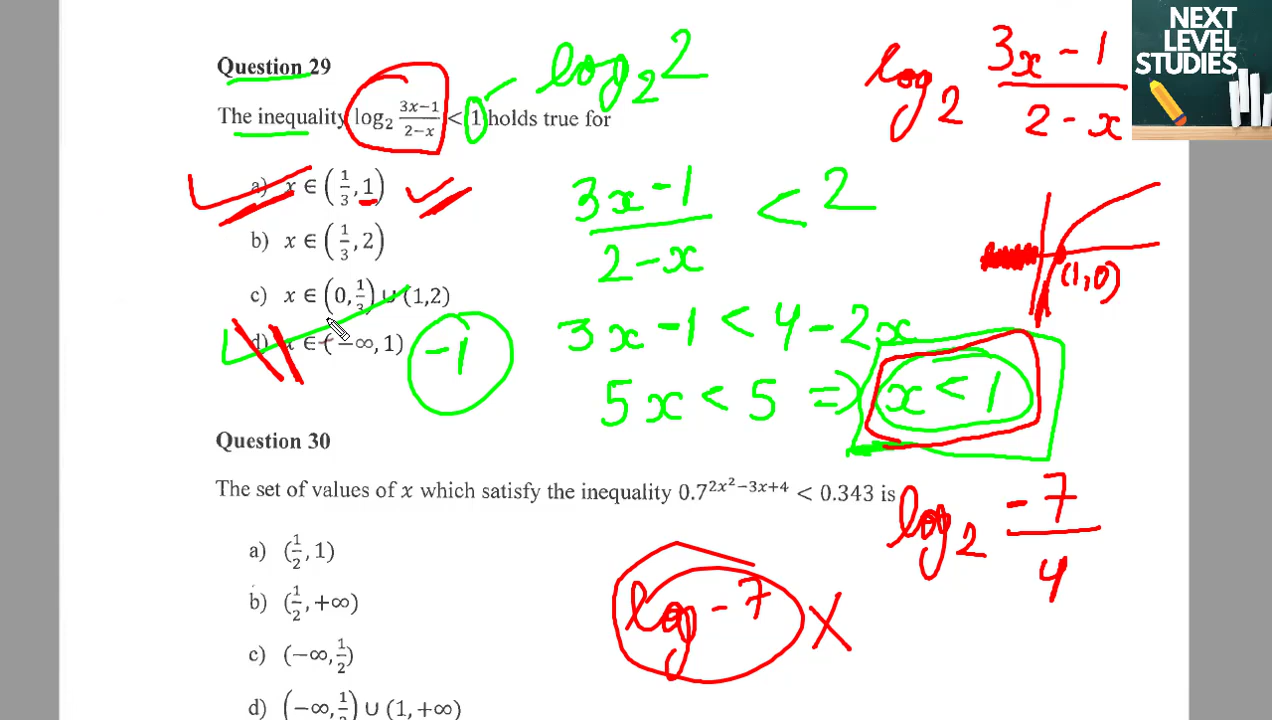 NEXT
LEVEL
STUDIES
Question 29
log₂ 2
log₂ (3x - 1)/(2 - x)
The inequality log₂ (3x−1)/(2−x) < 1 holds true for
a) x ∈ (1/3, 1)
b) x ∈ (1/3, 2)
c) x ∈ (0, 1/3) ∪ (1,2)
d) x ∈ (−∞, 1)
(3x - 1)/(2 - x) < 2
3x - 1 < 4 - 2x
5x < 5 ⇒ x < 1
-1
(1, 0)
Question 30
The set of values of x which satisfy the inequality 0.7^(2x²−3x+4) < 0.343 is
a) (1/2, 1)
b) (1/2, +∞)
c) (−∞, 1/2)
d) (−∞, 1/2) ∪ (1, +∞)
log₂ -7/4
log -7 X